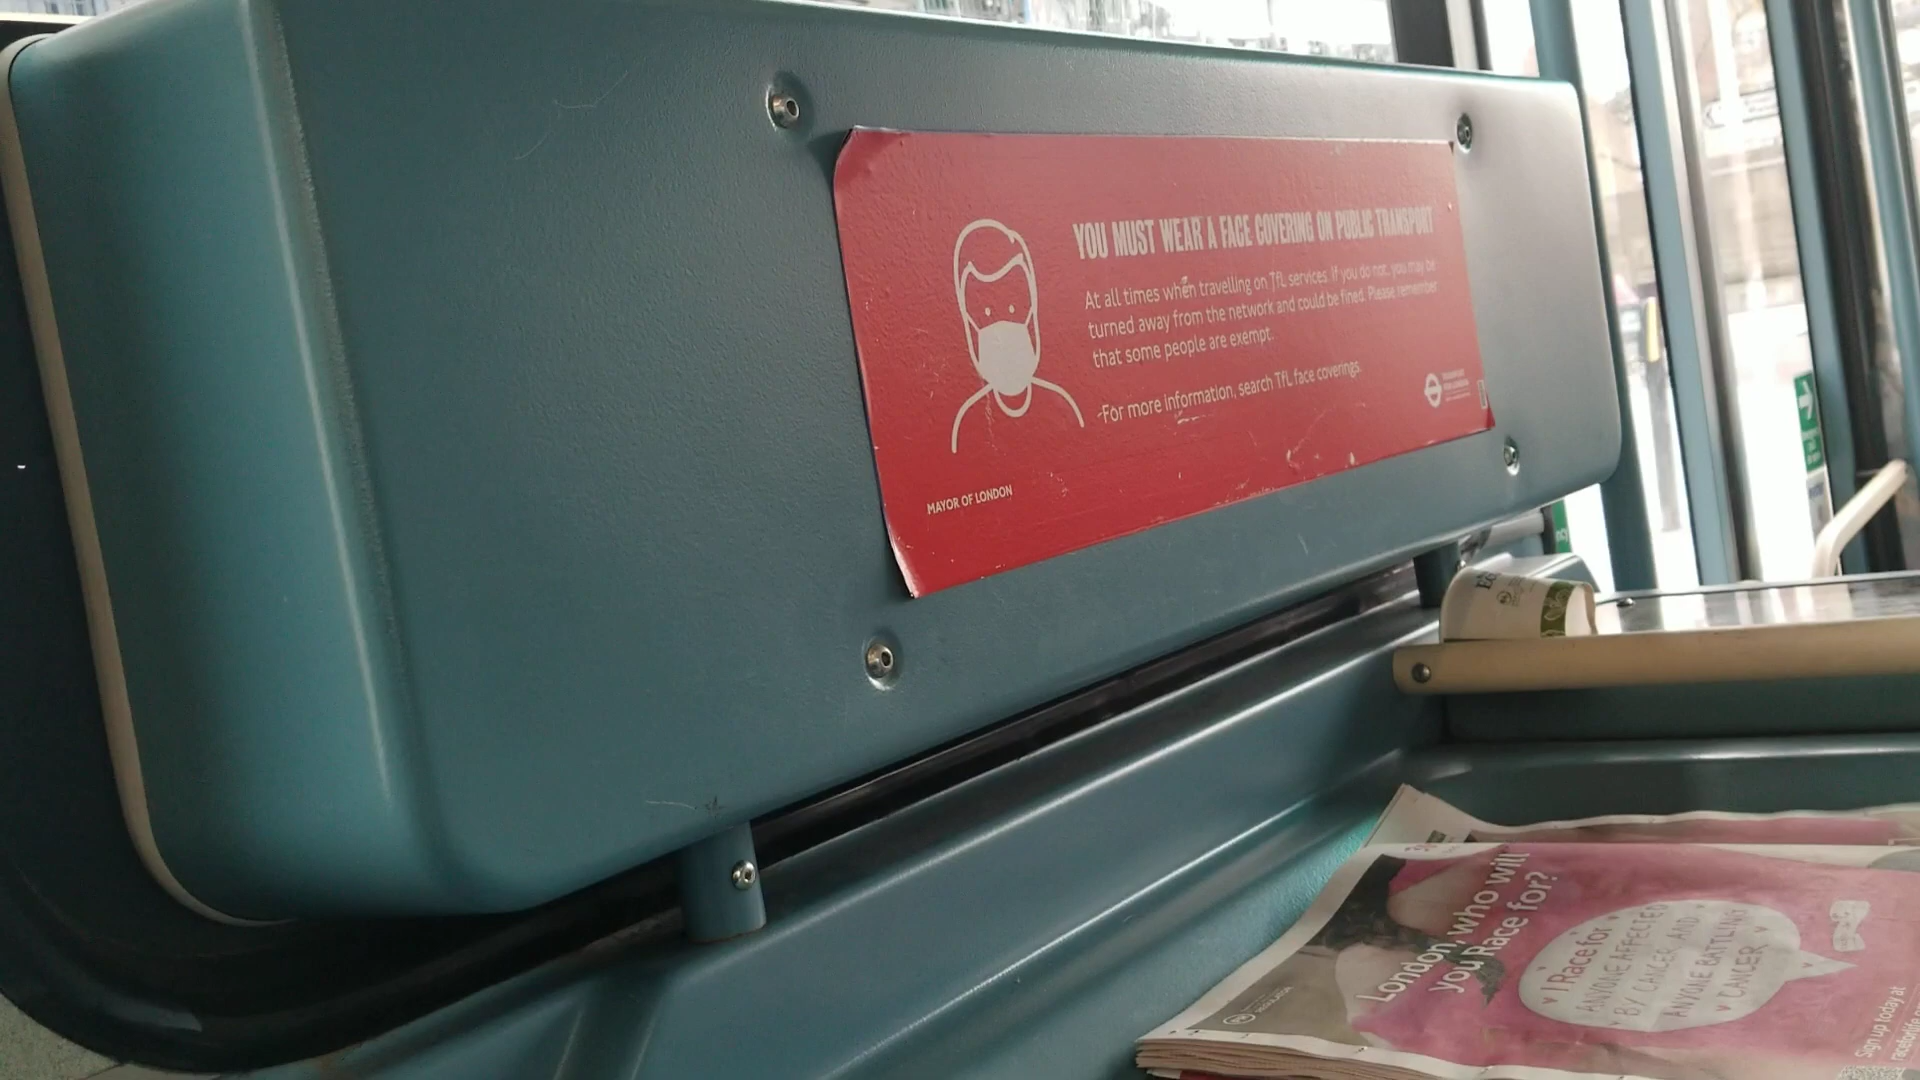 YOU MUST WEAR A FACE COVERING ON PUBLIC TRANSPORT
At all times when travelling on TfL services. If you do not, you may be
turned away from the network and could be fined. Please remember
that some people are exempt.
For more information, search TfL face coverings.
MAYOR OF LONDON
TRANSPORT
FOR LONDON
London, who will
you Race for?
I Race for
ANYONE AFFECTED
BY CANCER AND
ANYONE BATTLING
CANCER
Sign up today at